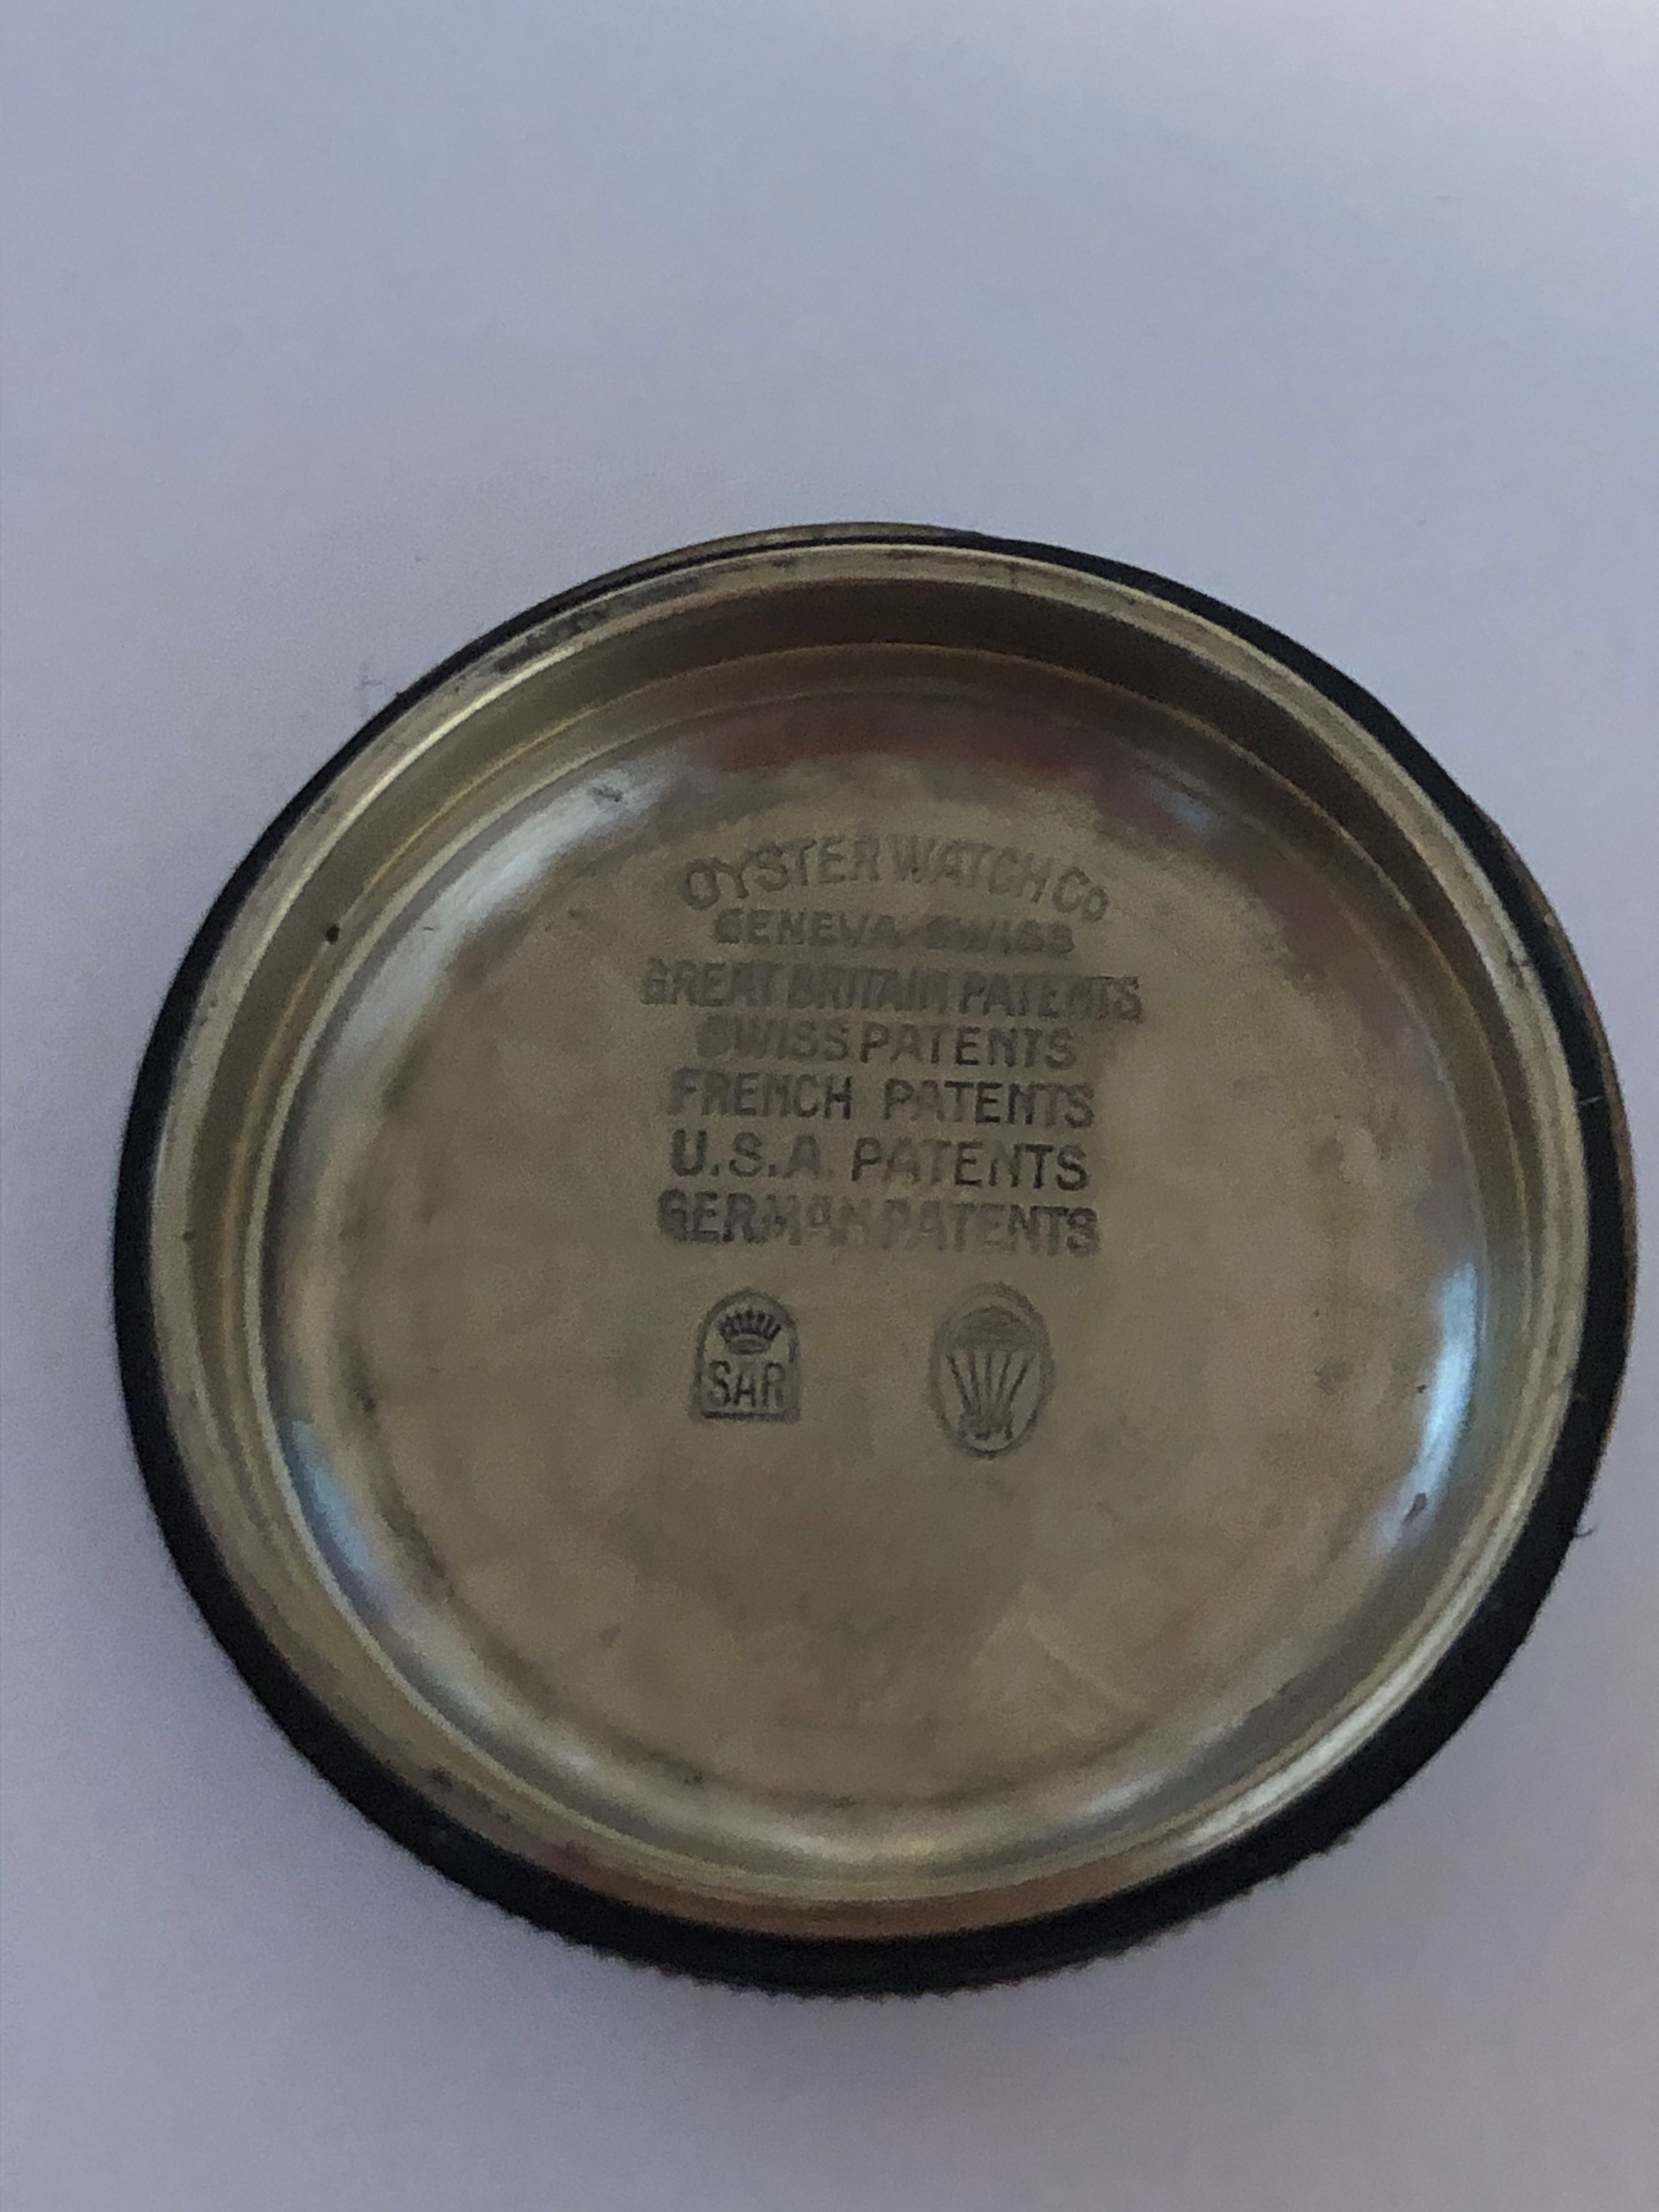 OYSTER WATCH Co
GENEVA SWISS
GREAT BRITAIN PATENTS
SWISS PATENTS
FRENCH PATENTS
U.S.A. PATENTS
GERMAN PATENTS
SAR